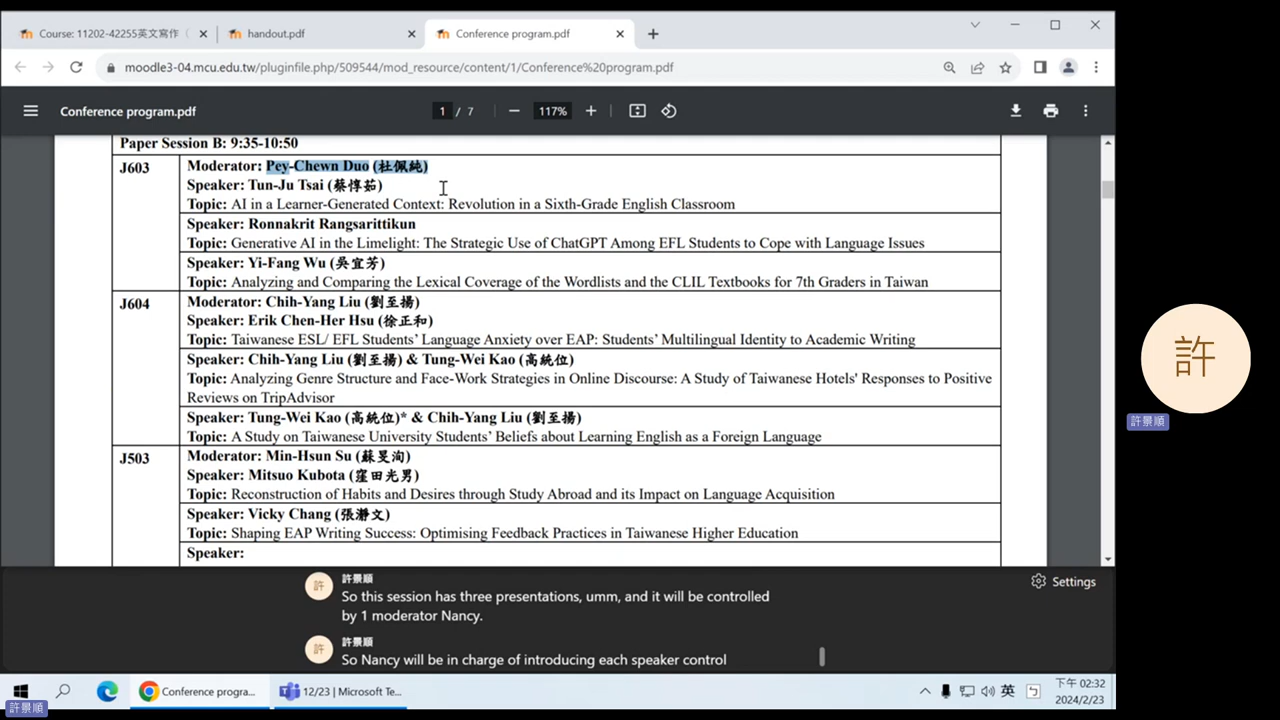 Course: 11202-42255英文寫作（
handout.pdf
Conference program.pdf
moodle3-04.mcu.edu.tw/pluginfile.php/509544/mod_resource/content/1/Conference%20program.pdf
Conference program.pdf
1 / 7
117%
Paper Session B: 9:35-10:50
J603
Moderator: Pey-Chewn Duo (杜佩純)
Speaker: Tun-Ju Tsai (蔡惇茹)
Topic: AI in a Learner-Generated Context: Revolution in a Sixth-Grade English Classroom
Speaker: Ronnakrit Rangsarittikun
Topic: Generative AI in the Limelight: The Strategic Use of ChatGPT Among EFL Students to Cope with Language Issues
Speaker: Yi-Fang Wu (吳宜芳)
Topic: Analyzing and Comparing the Lexical Coverage of the Wordlists and the CLIL Textbooks for 7th Graders in Taiwan
J604
Moderator: Chih-Yang Liu (劉至揚)
Speaker: Erik Chen-Her Hsu (徐正和)
Topic: Taiwanese ESL/ EFL Students’ Language Anxiety over EAP: Students’ Multilingual Identity to Academic Writing
Speaker: Chih-Yang Liu (劉至揚) & Tung-Wei Kao (高統位)
Topic: Analyzing Genre Structure and Face-Work Strategies in Online Discourse: A Study of Taiwanese Hotels' Responses to Positive
Reviews on TripAdvisor
Speaker: Tung-Wei Kao (高統位)* & Chih-Yang Liu (劉至揚)
Topic: A Study on Taiwanese University Students’ Beliefs about Learning English as a Foreign Language
J503
Moderator: Min-Hsun Su (蘇旻洵)
Speaker: Mitsuo Kubota (窪田光男)
Topic: Reconstruction of Habits and Desires through Study Abroad and its Impact on Language Acquisition
Speaker: Vicky Chang (張瀞文)
Topic: Shaping EAP Writing Success: Optimising Feedback Practices in Taiwanese Higher Education
Speaker:
許
許景順
許
許景順
So this session has three presentations, umm, and it will be controlled
by 1 moderator Nancy.
許
許景順
So Nancy will be in charge of introducing each speaker control
Settings
Conference progra...
12/23 | Microsoft Te...
英
下午 02:32
2024/2/23
許景順